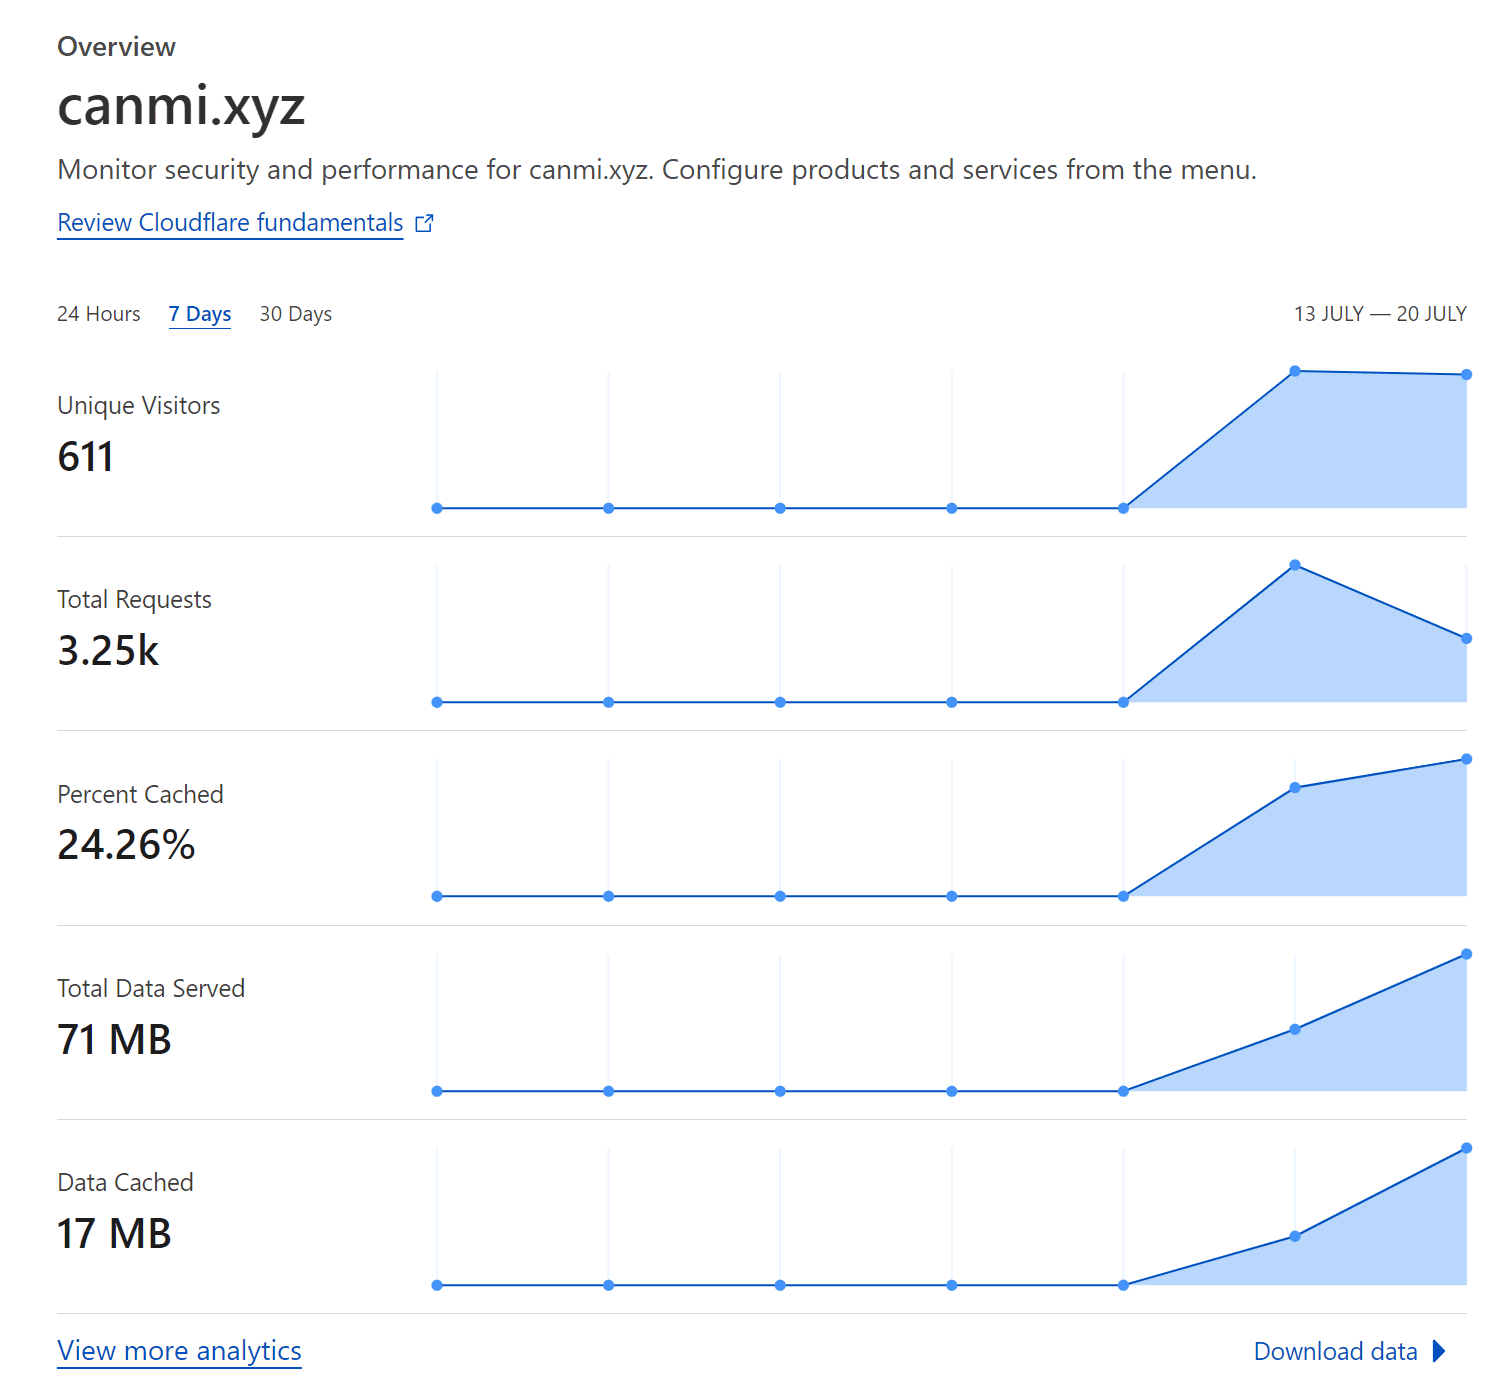 Overview
canmi.xyz
Monitor security and performance for canmi.xyz. Configure products and services from the menu.
Review Cloudflare fundamentals
24 Hours 7 Days 30 Days 13 JULY — 20 JULY
Unique Visitors
611
Total Requests
3.25k
Percent Cached
24.26%
Total Data Served
71 MB
Data Cached
17 MB
View more analytics Download data